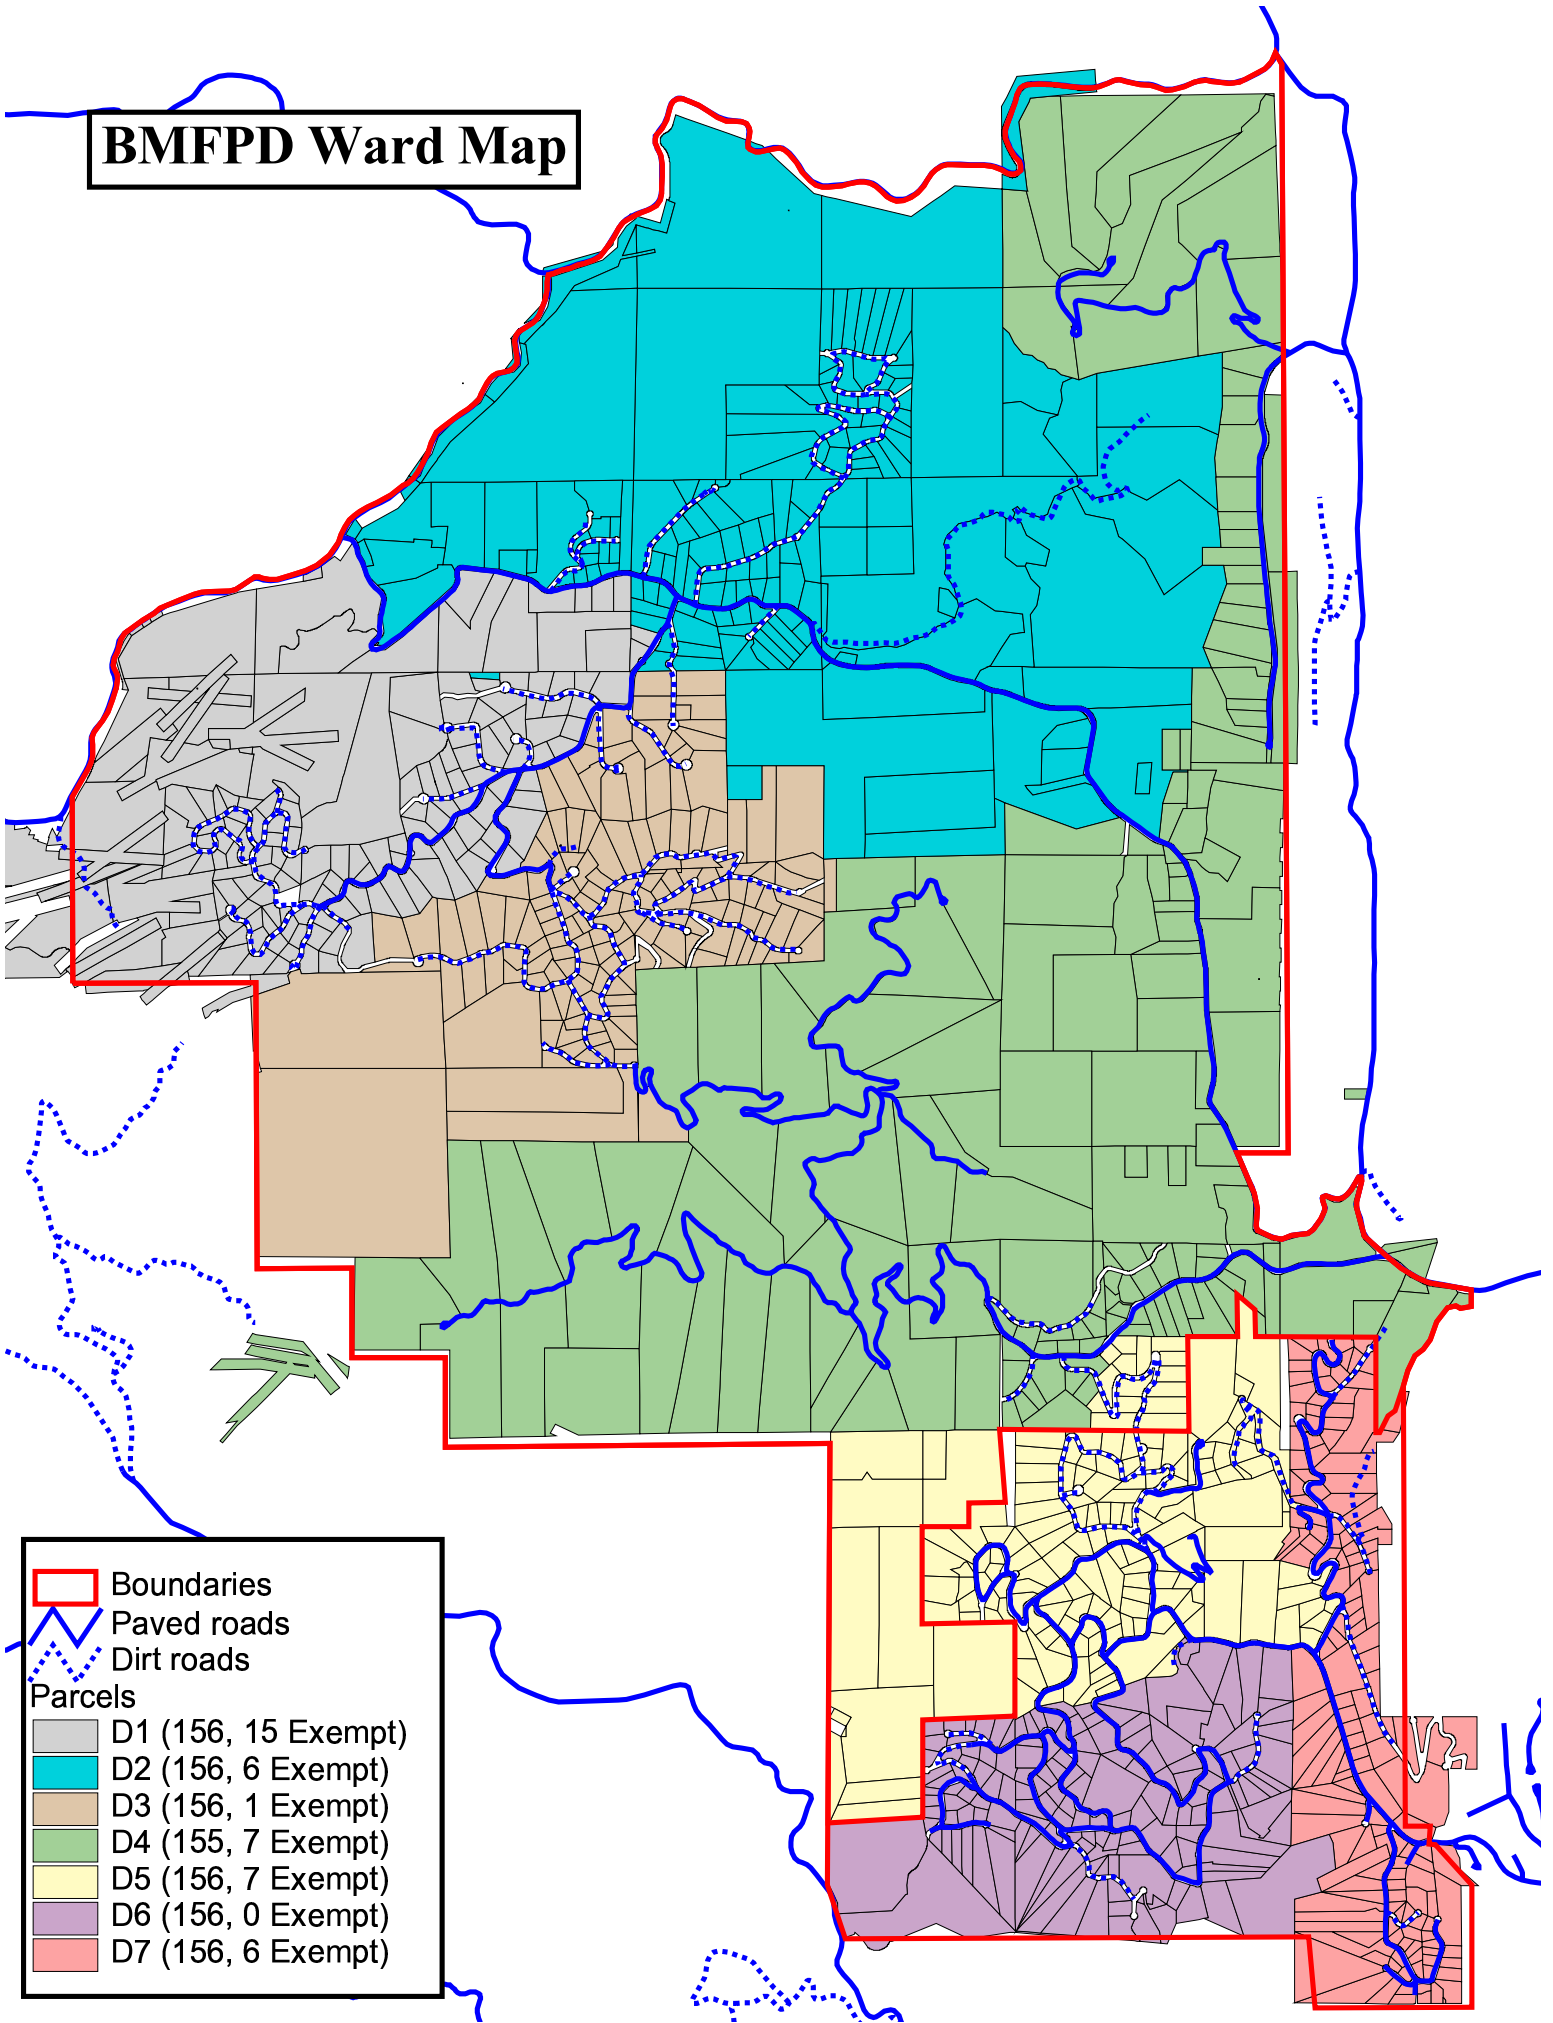 BMFPD Ward Map
Boundaries
Paved roads
Dirt roads
Parcels
D1 (156, 15 Exempt)
D2 (156, 6 Exempt)
D3 (156, 1 Exempt)
D4 (155, 7 Exempt)
D5 (156, 7 Exempt)
D6 (156, 0 Exempt)
D7 (156, 6 Exempt)